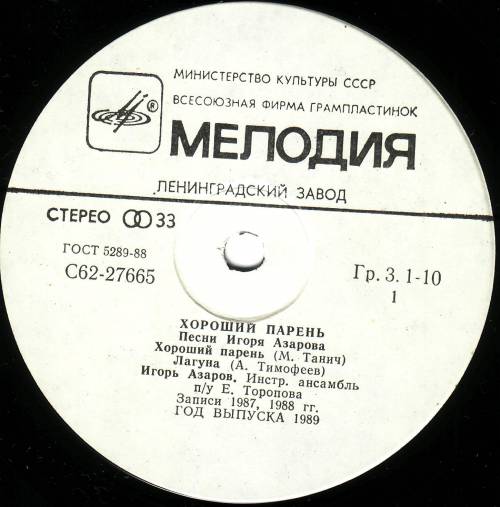 МИНИСТЕРСТВО КУЛЬТУРЫ СССР
ВСЕСОЮЗНАЯ ФИРМА ГРАМПЛАСТИНОК
®
МЕЛОДИЯ
ЛЕНИНГРАДСКИЙ ЗАВОД
СТЕРЕО 33
ГОСТ 5289-88
С62-27665
Гр. 3. 1-10
1
ХОРОШИЙ ПАРЕНЬ
Песни Игоря Азарова
Хороший парень (М. Танич)
Лагуна (А. Тимофеев)
Игорь Азаров. Инстр. ансамбль
п/у Е. Торопова
Записи 1987, 1988 гг.
ГОД ВЫПУСКА 1989